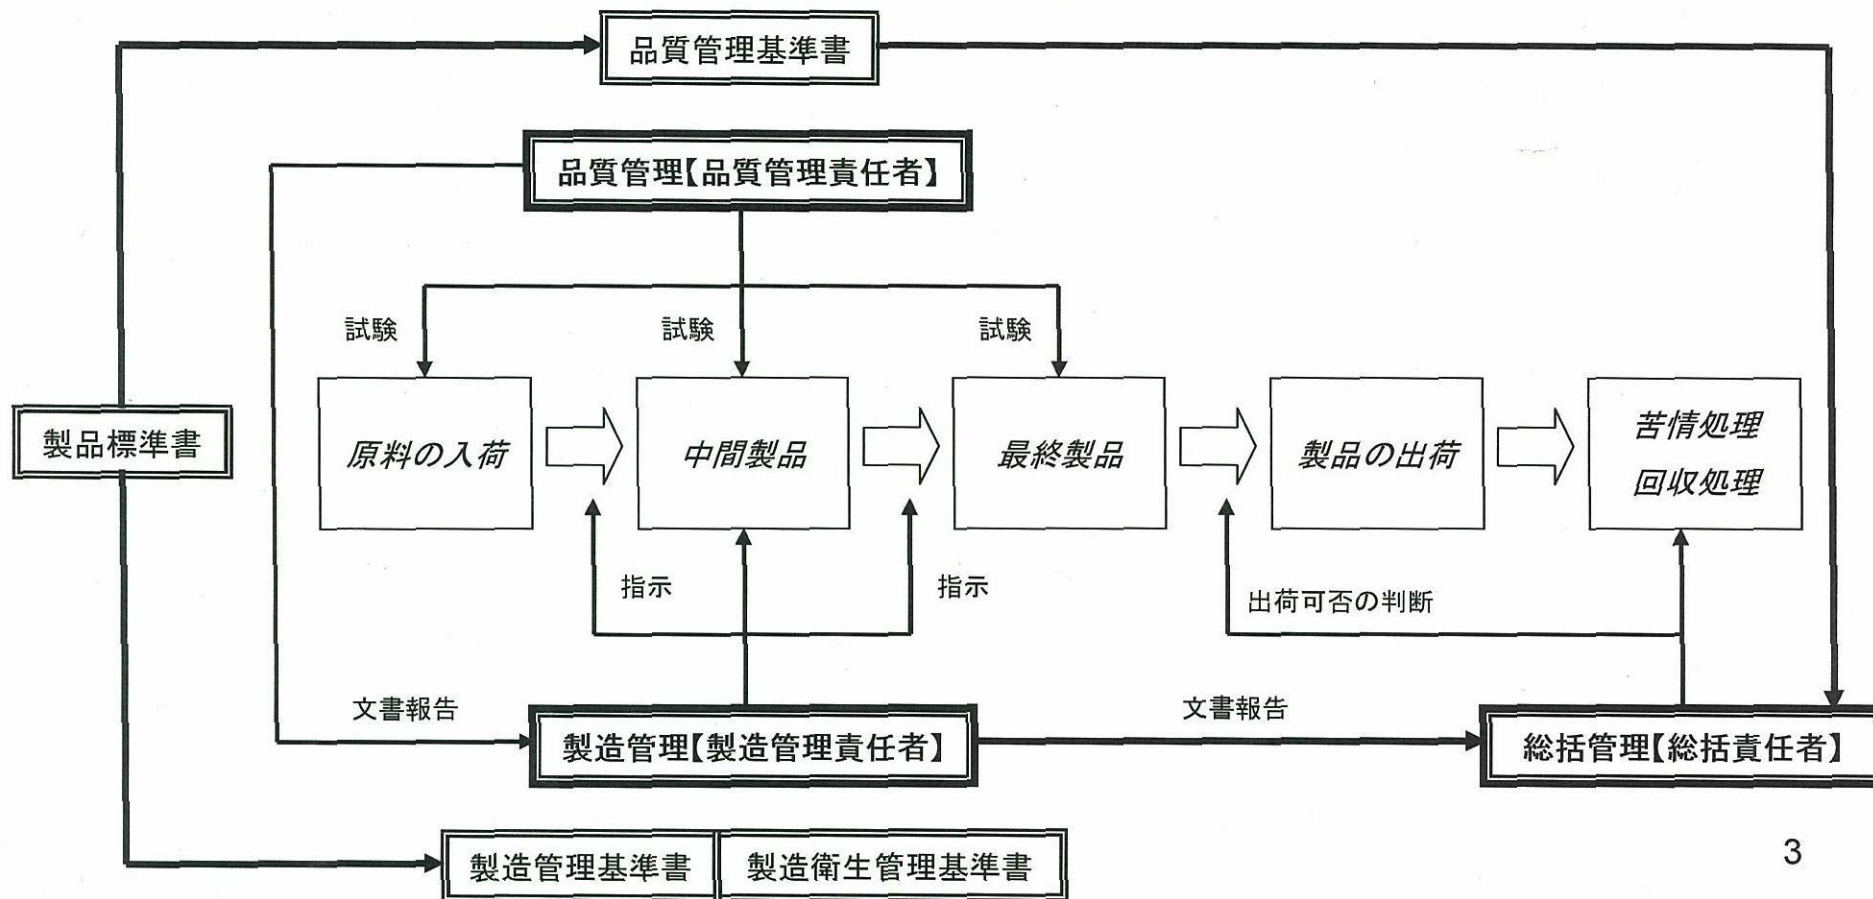 品質管理基準書
品質管理【品質管理責任者】
試験
試験
試験
製品標準書
原料の入荷
中間製品
最終製品
製品の出荷
苦情処理
回収処理
指示
指示
出荷可否の判断
文書報告
文書報告
製造管理【製造管理責任者】
総括管理【総括責任者】
製造管理基準書
製造衛生管理基準書
3